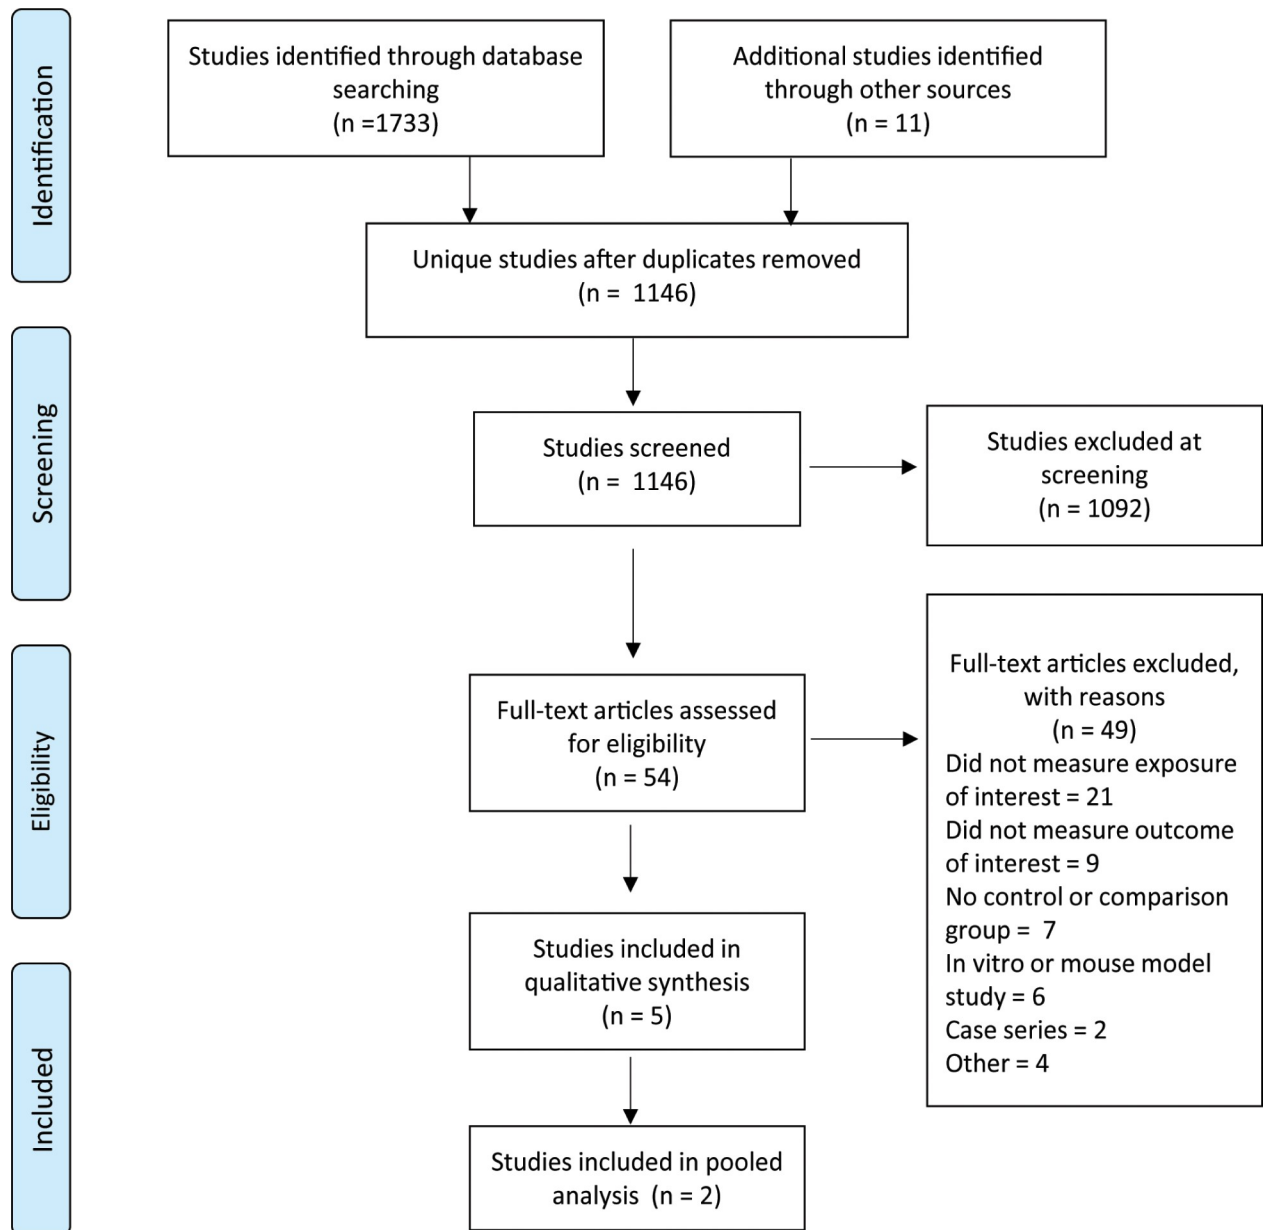 Identification
Studies identified through database
searching
(n =1733)
Additional studies identified
through other sources
(n = 11)
Unique studies after duplicates removed
(n =  1146)
Screening
Studies screened
(n =  1146)
Studies excluded at
screening
(n = 1092)
Eligibility
Full-text articles assessed
for eligibility
(n = 54)
Full-text articles excluded,
with reasons
(n = 49)
Did not measure exposure
of interest = 21
Did not measure outcome
of interest = 9
No control or comparison
group =  7
In vitro or mouse model
study = 6
Case series = 2
Other = 4
Included
Studies included in
qualitative synthesis
(n = 5)
Studies included in pooled
analysis  (n = 2)